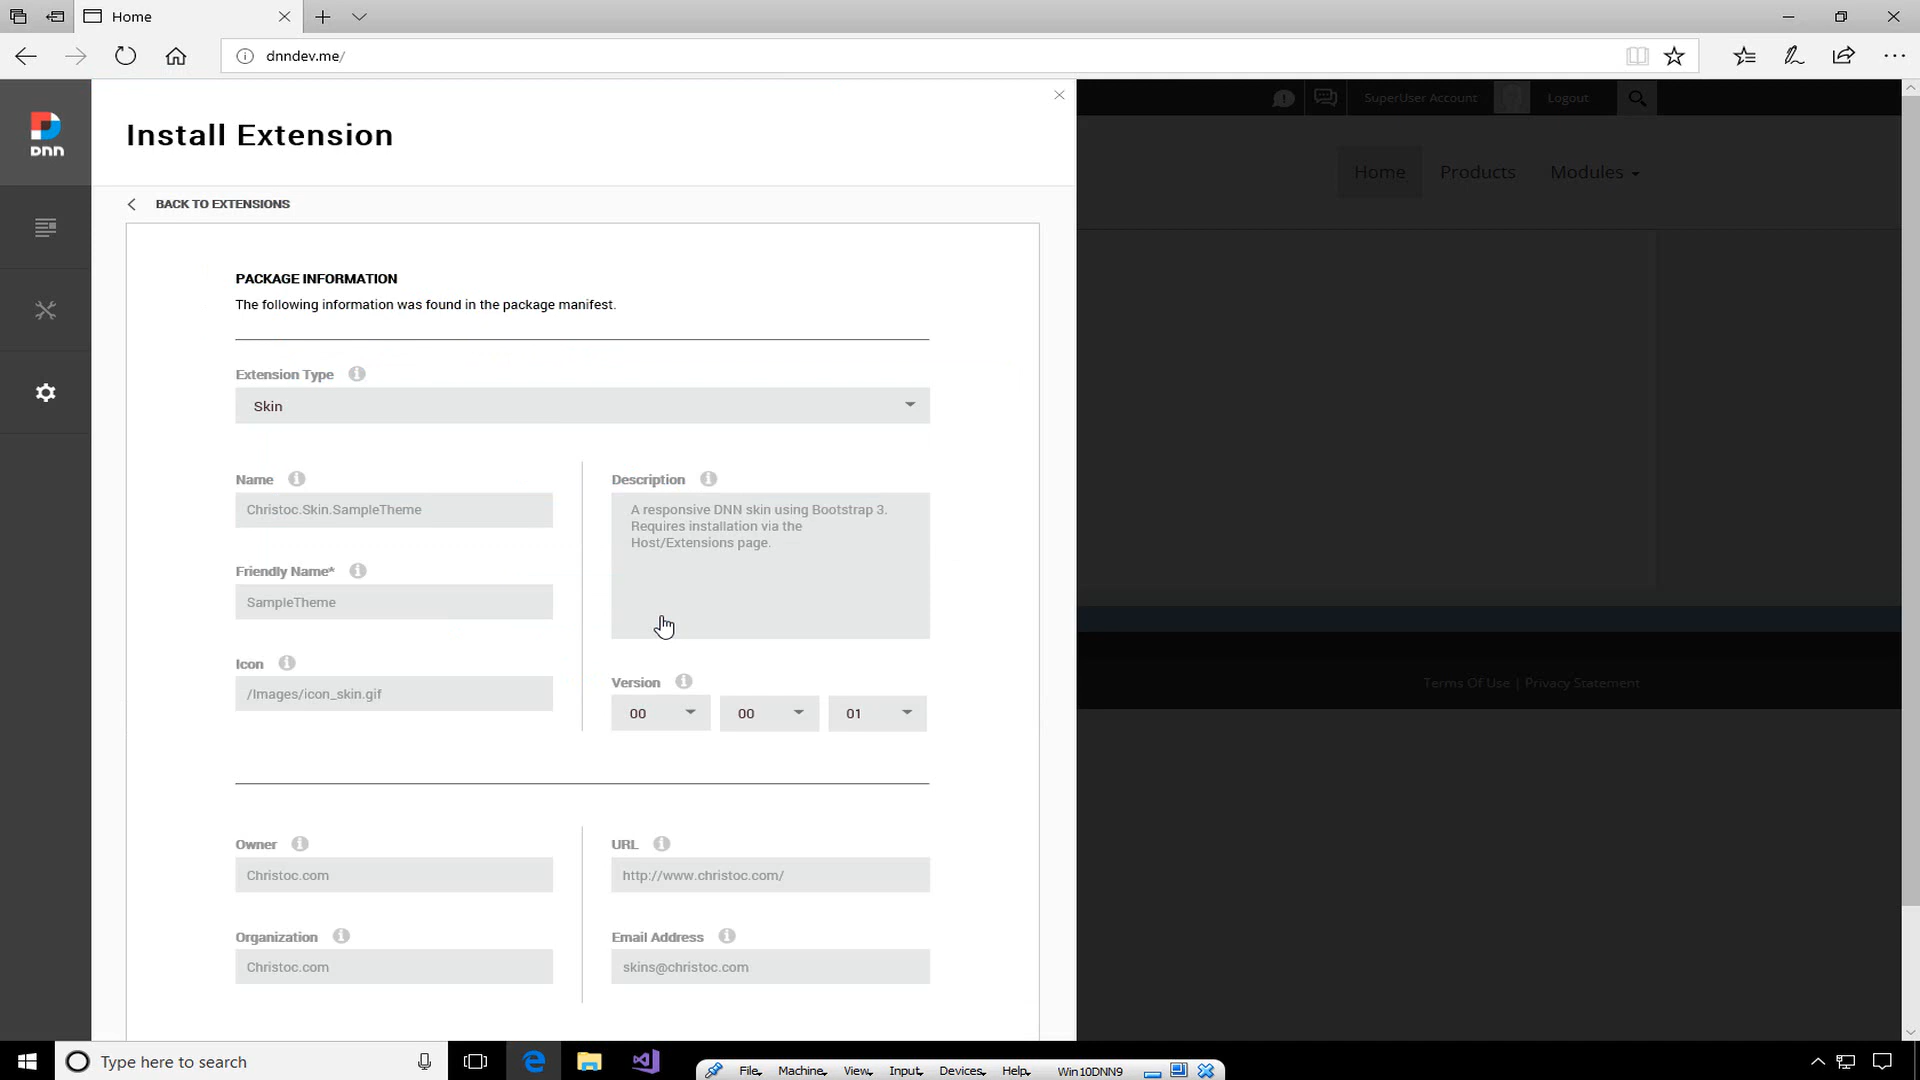 Home
dnndev.me/
DNN
Install Extension
SuperUser Account
Logout
BACK TO EXTENSIONS
Home
Products
Modules
PACKAGE INFORMATION
The following information was found in the package manifest.
Extension Type
Skin
Name
Christoc.Skin.SampleTheme
Description
A responsive DNN skin using Bootstrap 3.
Requires installation via the
Host/Extensions page.
Friendly Name*
SampleTheme
Icon
/Images/icon_skin.gif
Version
00
00
01
Terms Of Use | Privacy Statement
Owner
Christoc.com
URL
http://www.christoc.com/
Organization
Christoc.com
Email Address
skins@christoc.com
Type here to search
File
Machine
View
Input
Devices
Help
Win10DNN9